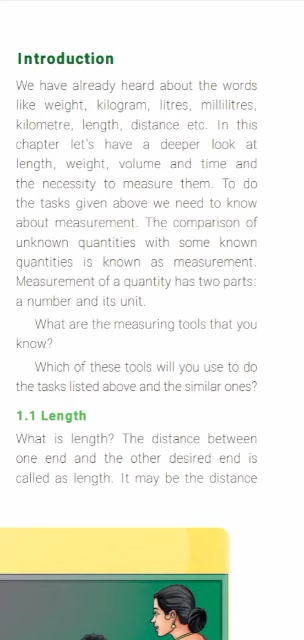 Introduction
We have already heard about the words
like weight, kilogram, litres, millilitres,
kilometre, length, distance etc. In this
chapter let's have a deeper look at
length, weight, volume and time and
the necessity to measure them. To do
the tasks given above we need to know
about measurement. The comparison of
unknown quantities with some known
quantities is known as measurement.
Measurement of a quantity has two parts:
a number and its unit.
What are the measuring tools that you
know?
Which of these tools will you use to do
the tasks listed above and the similar ones?
1.1 Length
What is length? The distance between
one end and the other desired end is
called as length. It may be the distance